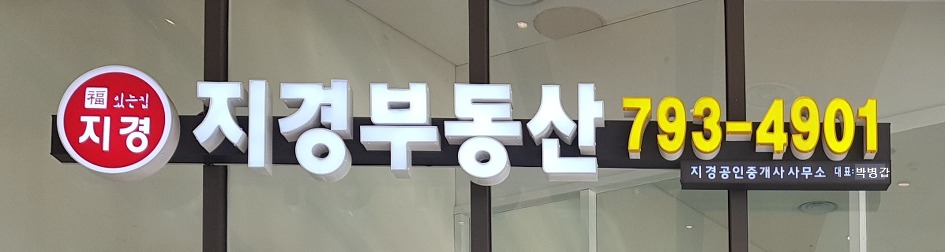 福 있는집
지경
지경부동산 793-4901
지경공인중개사사무소 대표:박병갑